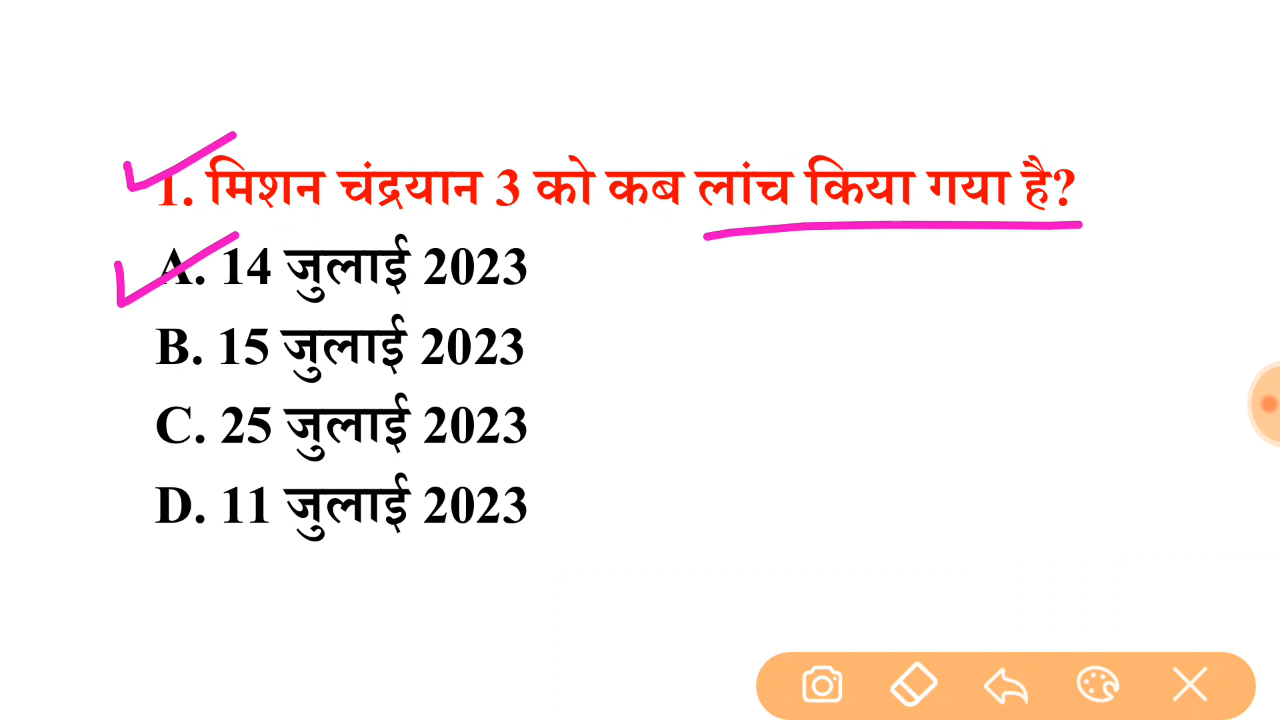 1. मिशन चंद्रयान 3 को कब लांच किया गया है?
A. 14 जुलाई 2023
B. 15 जुलाई 2023
C. 25 जुलाई 2023
D. 11 जुलाई 2023